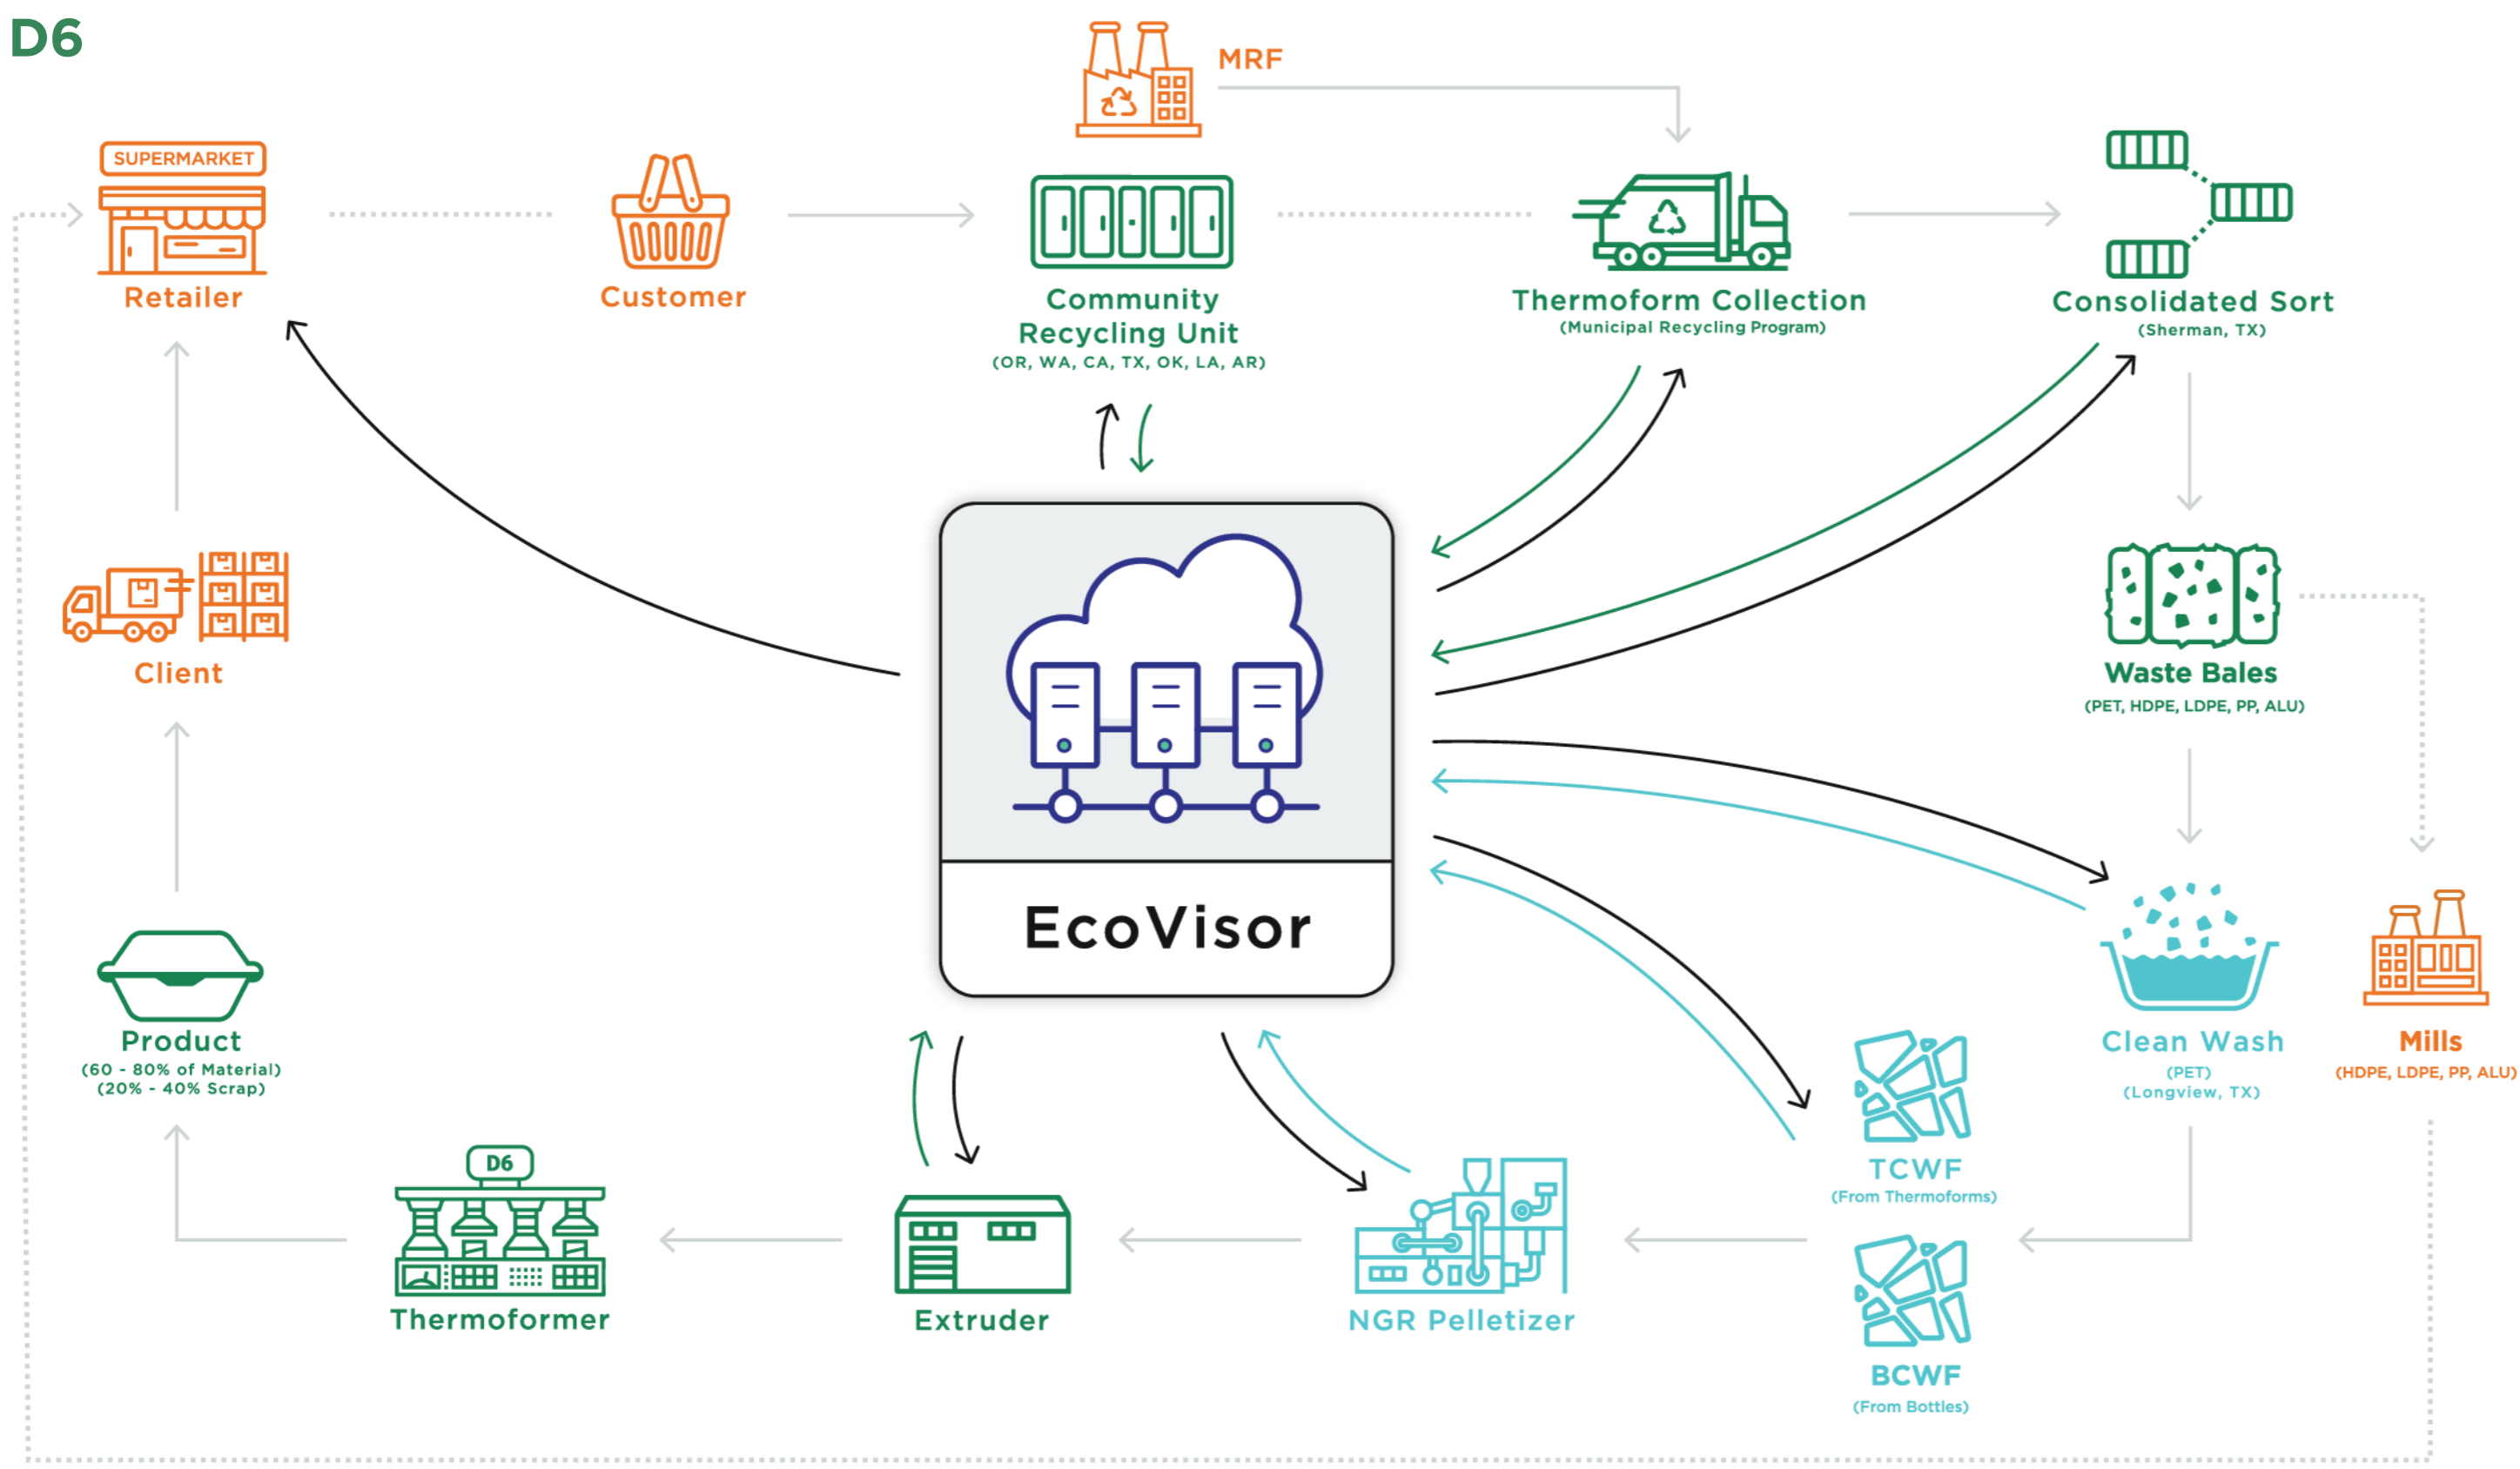 D6
MRF
SUPERMARKET
Retailer
Customer
Community
Recycling Unit
(OR, WA, CA, TX, OK, LA, AR)
Thermoform Collection
(Municipal Recycling Program)
Consolidated Sort
(Sherman, TX)
Client
Waste Bales
(PET, HDPE, LDPE, PP, ALU)
EcoVisor
Product
(60 - 80% of Material)
(20% - 40% Scrap)
Clean Wash
(PET)
(Longview, TX)
Mills
(HDPE, LDPE, PP, ALU)
TCWF
(From Thermoforms)
D6
Thermoformer
Extruder
NGR Pelletizer
BCWF
(From Bottles)